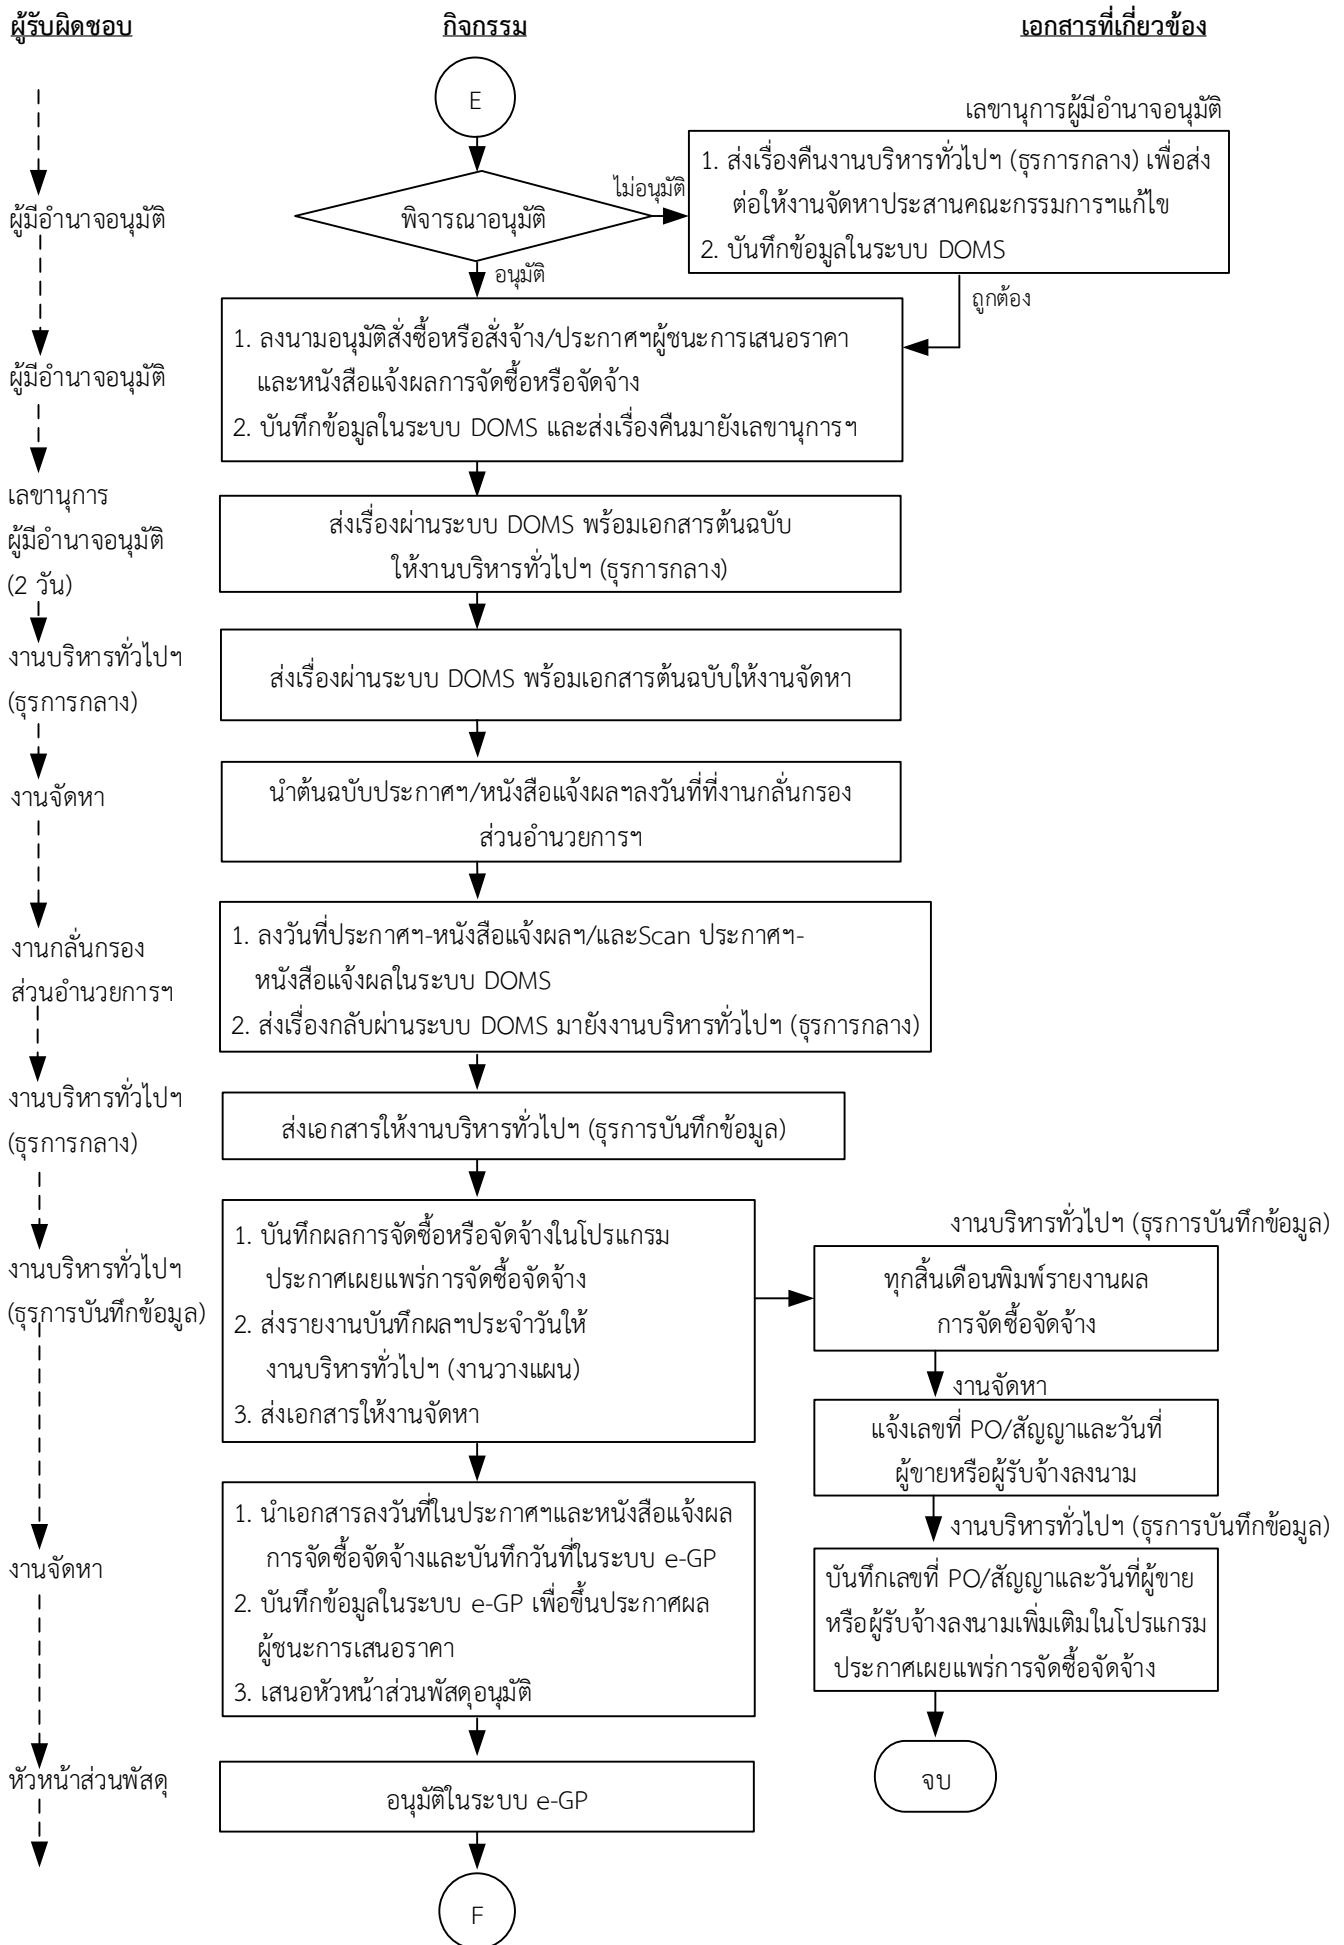 ผู้รับผิดชอบ
กิจกรรม
เอกสารที่เกี่ยวข้อง
E
เลขานุการผู้มีอำนาจอนุมัติ
ผู้มีอำนาจอนุมัติ
พิจารณาอนุมัติ
ไม่อนุมัติ
1. ส่งเรื่องคืนงานบริหารทั่วไปฯ (ธุรการกลาง) เพื่อส่ง
ต่อให้งานจัดหาประสานคณะกรรมการฯแก้ไข
2. บันทึกข้อมูลในระบบ DOMS
อนุมัติ
ถูกต้อง
ผู้มีอำนาจอนุมัติ
1. ลงนามอนุมัติสั่งซื้อหรือสั่งจ้าง/ประกาศฯผู้ชนะการเสนอราคา
และหนังสือแจ้งผลการจัดซื้อหรือจัดจ้าง
2. บันทึกข้อมูลในระบบ DOMS และส่งเรื่องคืนมายังเลขานุการฯ
เลขานุการ
ผู้มีอำนาจอนุมัติ
(2 วัน)
ส่งเรื่องผ่านระบบ DOMS พร้อมเอกสารต้นฉบับ
ให้งานบริหารทั่วไปฯ (ธุรการกลาง)
งานบริหารทั่วไปฯ
(ธุรการกลาง)
ส่งเรื่องผ่านระบบ DOMS พร้อมเอกสารต้นฉบับให้งานจัดหา
งานจัดหา
นำต้นฉบับประกาศฯ/หนังสือแจ้งผลฯลงวันที่ที่งานกลั่นกรอง
ส่วนอำนวยการฯ
งานกลั่นกรอง
ส่วนอำนวยการฯ
1. ลงวันที่ประกาศฯ-หนังสือแจ้งผลฯ/และScan ประกาศฯ-
หนังสือแจ้งผลในระบบ DOMS
2. ส่งเรื่องกลับผ่านระบบ DOMS มายังงานบริหารทั่วไปฯ (ธุรการกลาง)
งานบริหารทั่วไปฯ
(ธุรการกลาง)
ส่งเอกสารให้งานบริหารทั่วไปฯ (ธุรการบันทึกข้อมูล)
งานบริหารทั่วไปฯ
(ธุรการบันทึกข้อมูล)
1. บันทึกผลการจัดซื้อหรือจัดจ้างในโปรแกรม
ประกาศเผยแพร่การจัดซื้อจัดจ้าง
2. ส่งรายงานบันทึกผลฯประจำวันให้
งานบริหารทั่วไปฯ (งานวางแผน)
3. ส่งเอกสารให้งานจัดหา
งานบริหารทั่วไปฯ (ธุรการบันทึกข้อมูล)
ทุกสิ้นเดือนพิมพ์รายงานผล
การจัดซื้อจัดจ้าง
งานจัดหา
แจ้งเลขที่ PO/สัญญาและวันที่
ผู้ขายหรือผู้รับจ้างลงนาม
งานบริหารทั่วไปฯ (ธุรการบันทึกข้อมูล)
บันทึกเลขที่ PO/สัญญาและวันที่ผู้ขาย
หรือผู้รับจ้างลงนามเพิ่มเติมในโปรแกรม
ประกาศเผยแพร่การจัดซื้อจัดจ้าง
จบ
งานจัดหา
1. นำเอกสารลงวันที่ในประกาศฯและหนังสือแจ้งผล
การจัดซื้อจัดจ้างและบันทึกวันที่ในระบบ e-GP
2. บันทึกข้อมูลในระบบ e-GP เพื่อขึ้นประกาศผล
ผู้ชนะการเสนอราคา
3. เสนอหัวหน้าส่วนพัสดุอนุมัติ
หัวหน้าส่วนพัสดุ
อนุมัติในระบบ e-GP
F